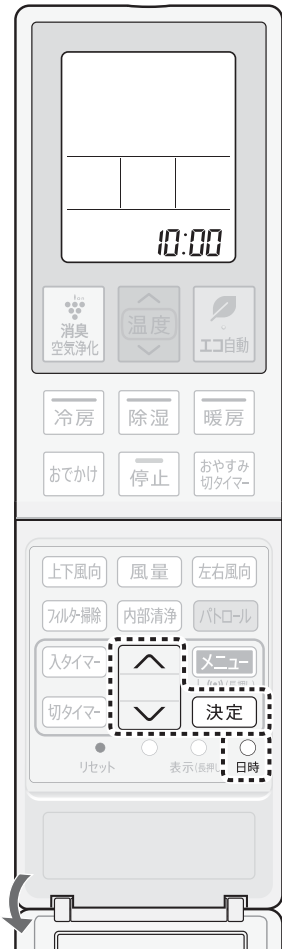 10:00
消臭
空気浄化
温度
エコ自動
冷房
除湿
暖房
おでかけ
停止
おやすみ
切タイマー
上下風向
風量
左右風向
フィルター掃除
内部清浄
パトロール
入タイマー
メニュー
切タイマー
決定
リセット
表示(長押し
日時